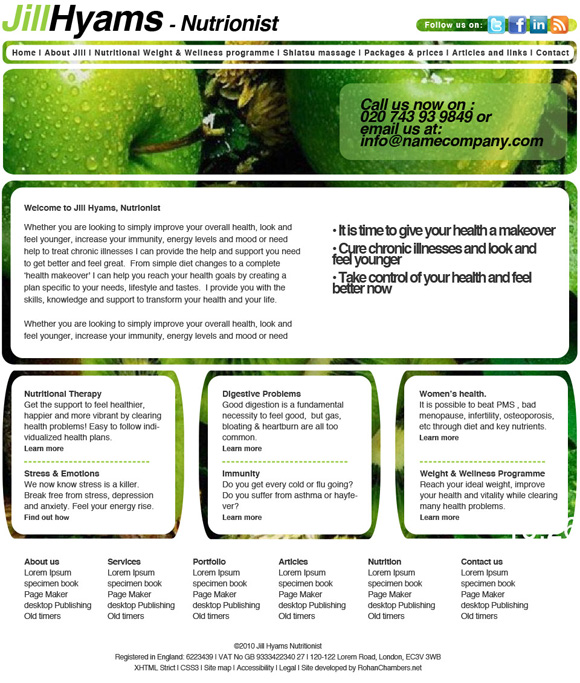 JillHyams - Nutrionist
Follow us on:
Home I About Jill I Nutritional Weight & Wellness programme I Shiatsu massage I Packages & prices I Articles and links I Contact
Call us now on :
020 743 93 9849 or
email us at:
info@namecompany.com
Welcome to Jill Hyams, Nutrionist
Whether you are looking to simply improve your overall health, look and
feel younger, increase your immunity, energy levels and mood or need
help to treat chronic illnesses I can provide the help and support you need
to get better and feel great. From simple diet changes to a complete
'health makeover' I can help you reach your health goals by creating a
plan specific to your needs, lifestyle and tastes. I provide you with the
skills, knowledge and support to transform your health and your life.
Whether you are looking to simply improve your overall health, look and
feel younger, increase your immunity, energy levels and mood or need
· It is time to give your health a makeover
· Cure chronic illnesses and look and
feel younger
· Take control of your health and feel
better now
Nutritional Therapy
Get the support to feel healthier,
happier and more vibrant by clearing
health problems! Easy to follow indi-
vidualized health plans.
Learn more
Stress & Emotions
We now know stress is a killer.
Break free from stress, depression
and anxiety. Feel your energy rise.
Find out how
Digestive Problems
Good digestion is a fundamental
necessity to feel good, but gas,
bloating & heartburn are all too
common.
Learn more
Immunity
Do you get every cold or flu going?
Do you suffer from asthma or hayfe-
ver?
Learn more
Women's health.
It is possible to beat PMS , bad
menopause, infertility, osteoporosis,
etc through diet and key nutrients.
Learn more
Weight & Wellness Programme
Reach your ideal weight, improve
your health and vitality while clearing
many health problems.
Learn more
About us
Lorem Ipsum
specimen book
Page Maker
desktop Publishing
Old timers
Services
Lorem Ipsum
specimen book
Page Maker
desktop Publishing
Old timers
Portfolio
Lorem Ipsum
specimen book
Page Maker
desktop Publishing
Old timers
Articles
Lorem Ipsum
specimen book
Page Maker
desktop Publishing
Old timers
Nutrition
Lorem Ipsum
specimen book
Page Maker
desktop Publishing
Old timers
Contact us
Lorem Ipsum
specimen book
Page Maker
desktop Publishing
Old timers
©2010 Jill Hyams Nutritionist
Registered in England: 6223439 I VAT No GB 9333422340 27 I 120-122 Lorem Road, London, EC3V 3WB
XHTML Strict I CSS3 I Site map I Accessibility I Legal I Site developed by RohanChambers.net